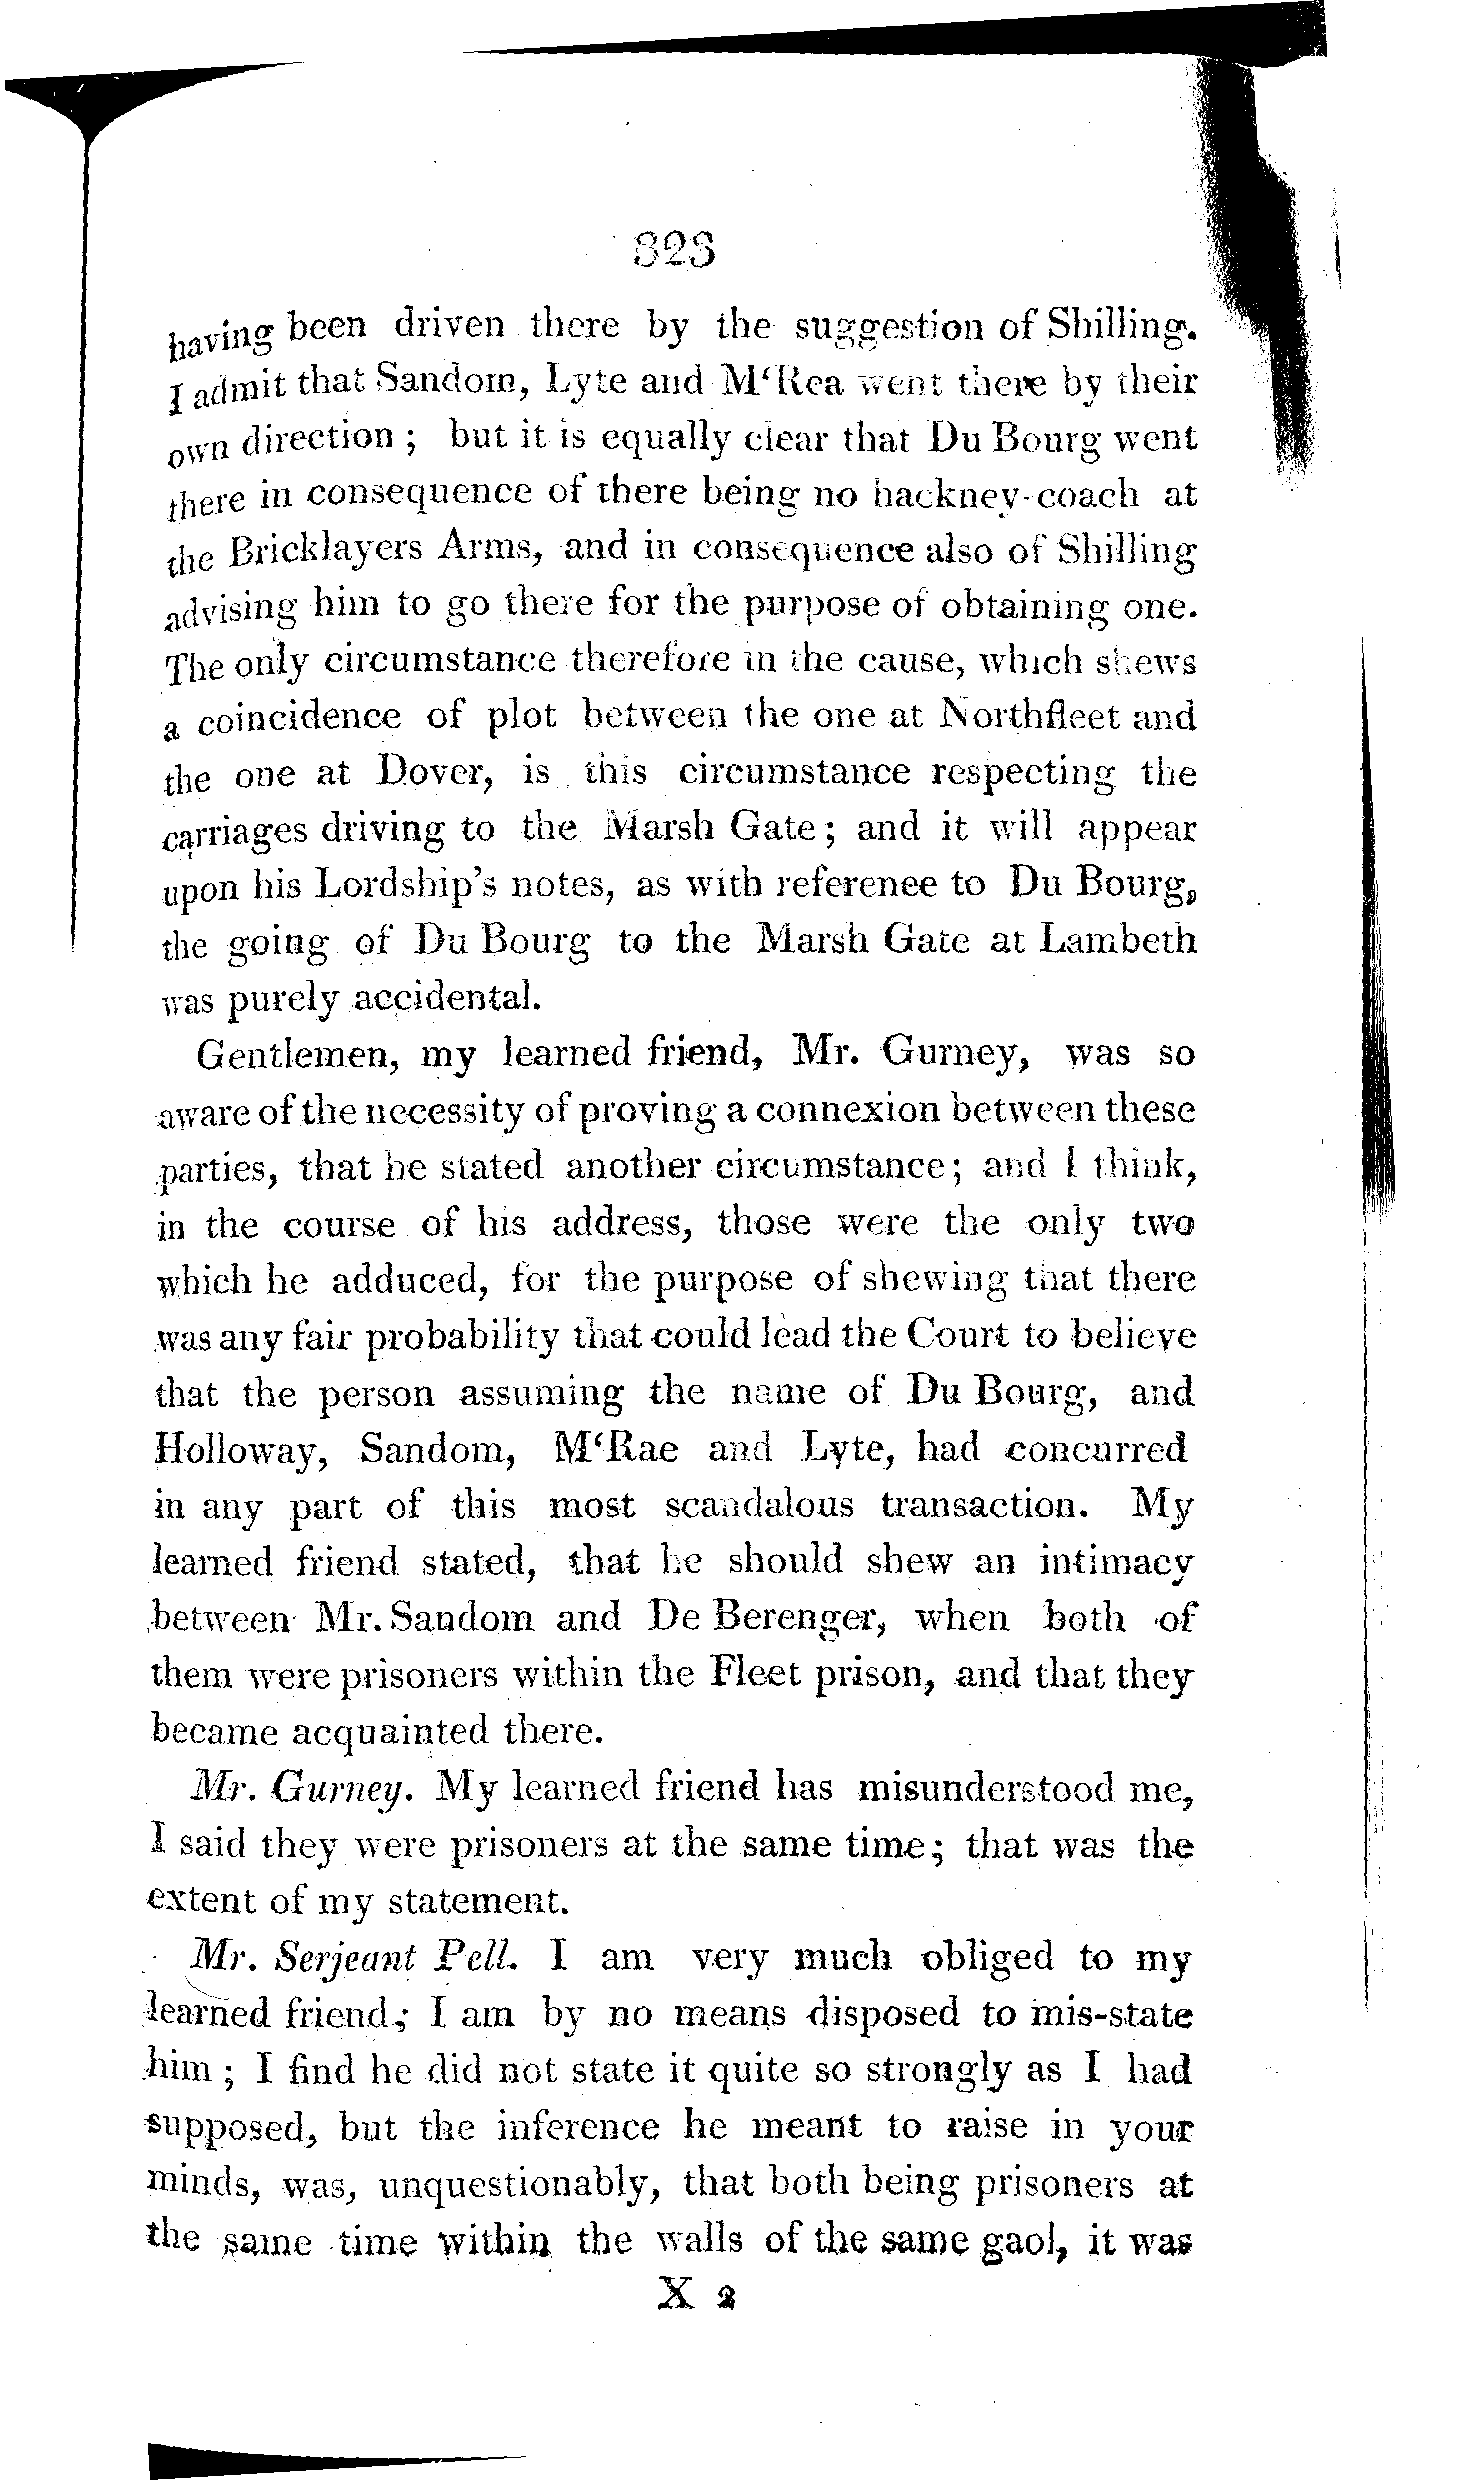 323
having been driven there by the suggestion of Shilling.
I admit that Sandom, Lyte and M‘Rea went there by their
own direction ; but it is equally clear that Du Bourg went
there in consequence of there being no hackney-coach at
the Bricklayers Arms, and in consequence also of Shilling
advising him to go there for the purpose of obtaining one.
The only circumstance therefore in the cause, which shews
a coincidence of plot between the one at Northfleet and
the one at Dover, is this circumstance respecting the
carriages driving to the Marsh Gate; and it will appear
upon his Lordship's notes, as with reference to Du Bourg,
the going of Du Bourg to the Marsh Gate at Lambeth
was purely accidental.
Gentlemen, my learned friend, Mr. Gurney, was so
aware of the necessity of proving a connexion between these
parties, that he stated another circumstance; and I think,
in the course of his address, those were the only two
which he adduced, for the purpose of shewing that there
was any fair probability that could lead the Court to believe
that the person assuming the name of Du Bourg, and
Holloway, Sandom, M‘Rae and Lyte, had concurred
in any part of this most scandalous transaction. My
learned friend stated, that he should shew an intimacy
between Mr. Sandom and De Berenger, when both of
them were prisoners within the Fleet prison, and that they
became acquainted there.
Mr. Gurney. My learned friend has misunderstood me,
I said they were prisoners at the same time; that was the
extent of my statement.
Mr. Serjeant Pell. I am very much obliged to my
learned friend; I am by no means disposed to mis-state
him ; I find he did not state it quite so strongly as I had
supposed, but the inference he meant to raise in your
minds, was, unquestionably, that both being prisoners at
the same time within the walls of the same gaol, it was
X 2